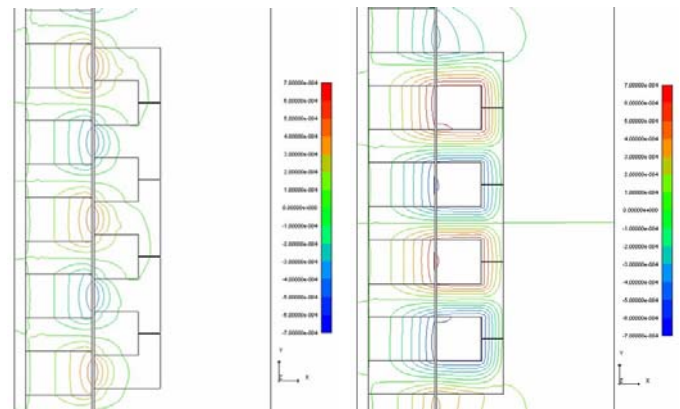 7.00000e-004
6.00000e-004
5.00000e-004
4.00000e-004
3.00000e-004
2.00000e-004
1.00000e-004
0.00000e+000
-1.00000e-004
-2.00000e-004
-3.00000e-004
-4.00000e-004
-5.00000e-004
-6.00000e-004
-7.00000e-004
Y
Z X
7.00000e-004
6.00000e-004
5.00000e-004
4.00000e-004
3.00000e-004
2.00000e-004
1.00000e-004
0.00000e+000
-1.00000e-004
-2.00000e-004
-3.00000e-004
-4.00000e-004
-5.00000e-004
-6.00000e-004
-7.00000e-004
Y
Z X